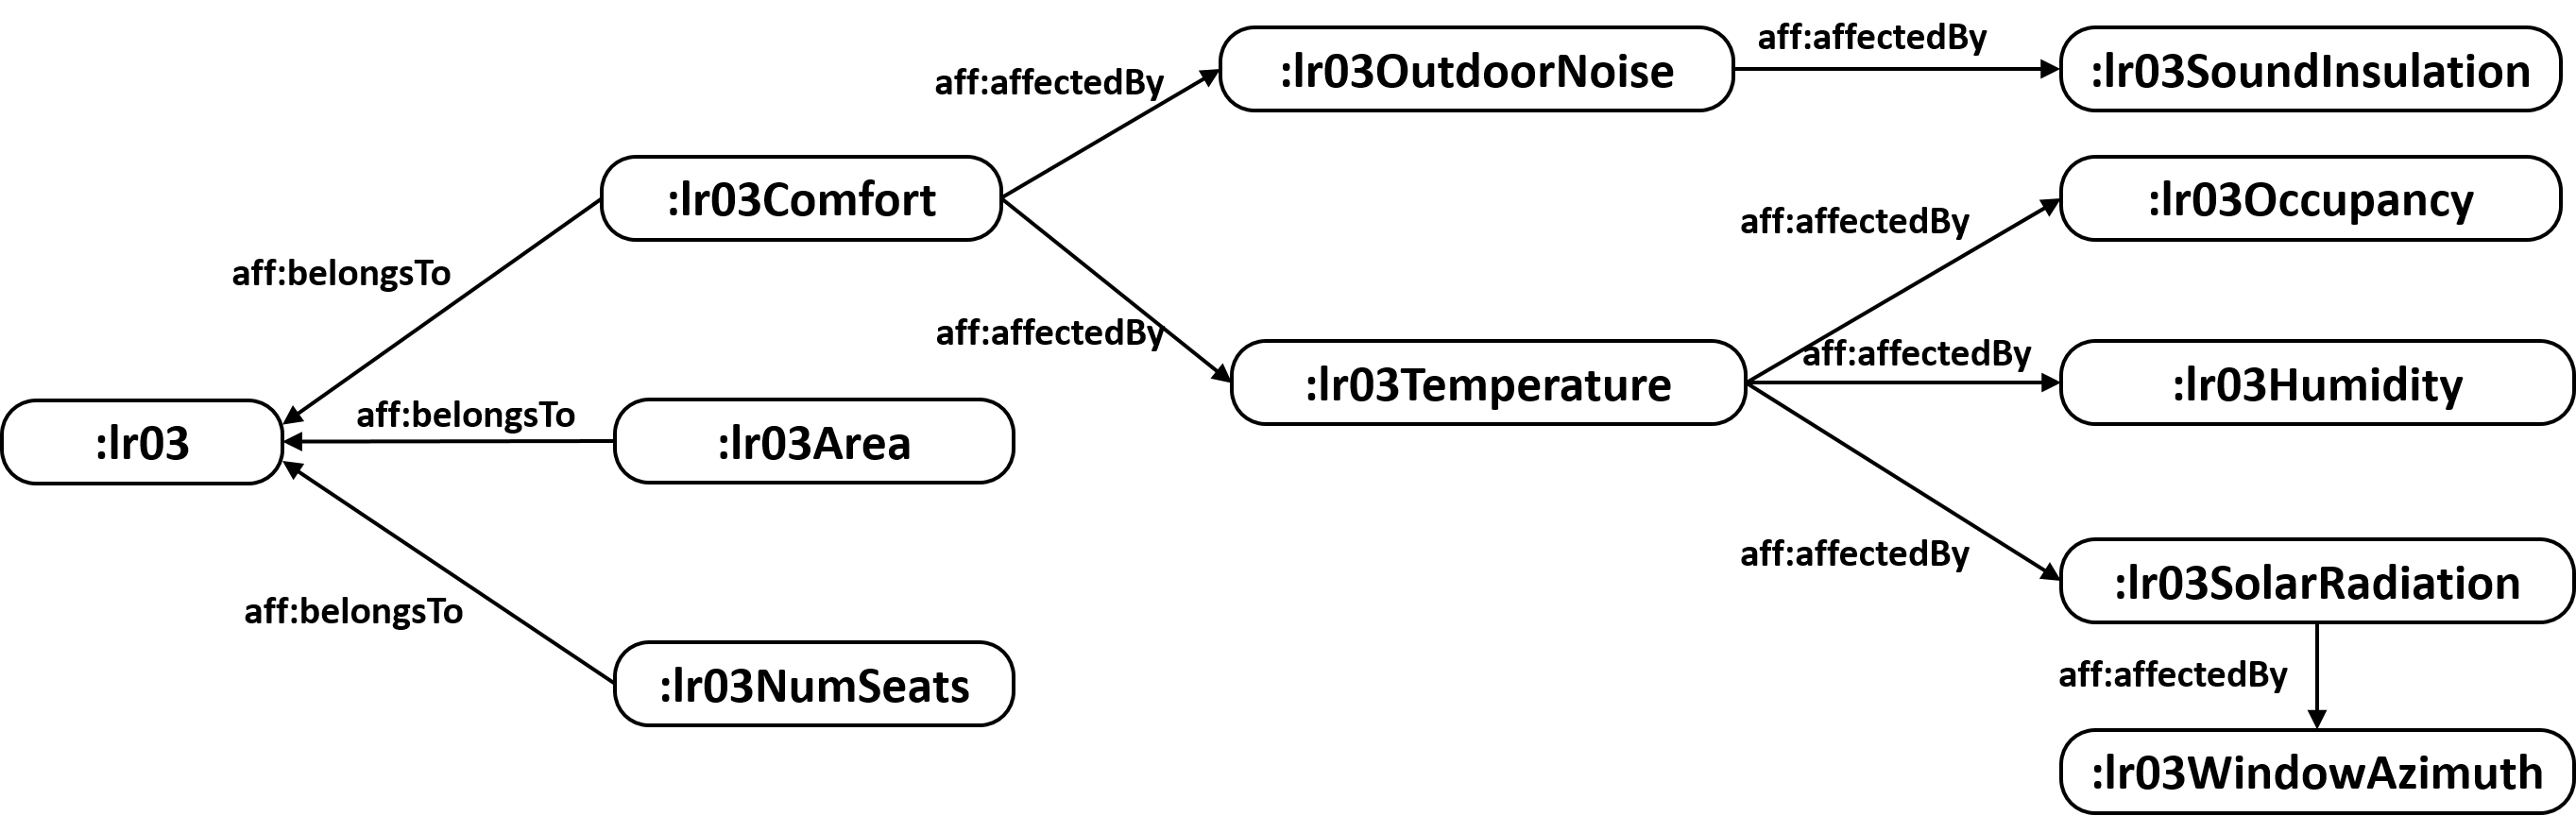 aff:affectedBy
:lr03OutdoorNoise
:lr03SoundInsulation
aff:affectedBy
:lr03Comfort
:lr03Occupancy
aff:affectedBy
aff:belongsTo
aff:affectedBy
aff:affectedBy
:lr03Temperature
:lr03Humidity
aff:belongsTo
:lr03
:lr03Area
aff:affectedBy
:lr03SolarRadiation
aff:belongsTo
:lr03NumSeats
aff:affectedBy
:lr03WindowAzimuth